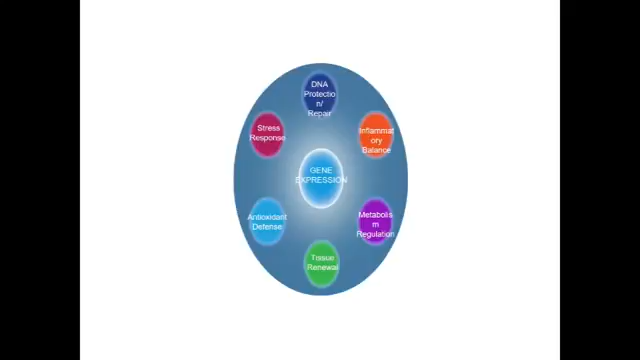 DNA
Protectio
n/
Repair
Stress
Response
Inflammat
ory
Balance
GENE
EXPRESSION
Antioxidant
Defense
Metabolis
m
Regulation
Tissue
Renewal